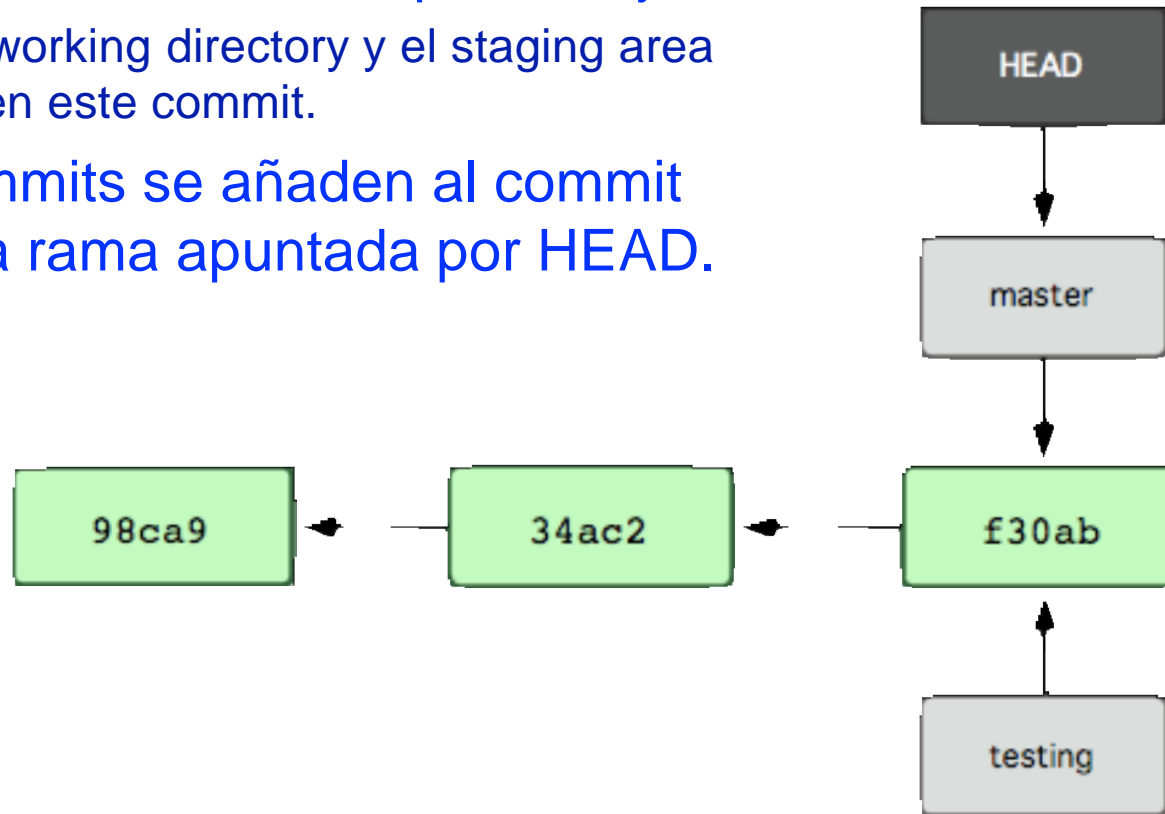 working directory y el staging area
en este commit.
se añaden al commit
rama apuntada por HEAD.
HEAD
master
98ca9
34ac2
f30ab
testing